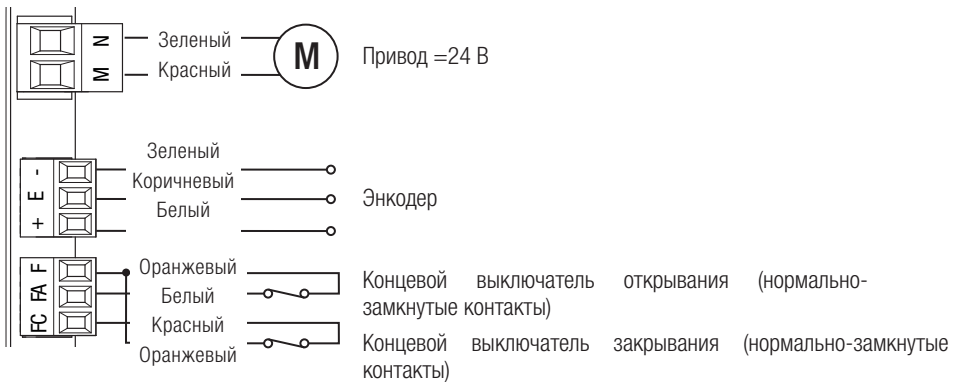 N Зеленый
M Красный
M
Привод =24 В
- Зеленый
E Коричневый
+ Белый
Энкодер
F Оранжевый
FA Белый
FC Красный
Оранжевый
Концевой выключатель открывания (нормально-
замкнутые контакты)
Концевой выключатель закрывания (нормально-замкнутые
контакты)